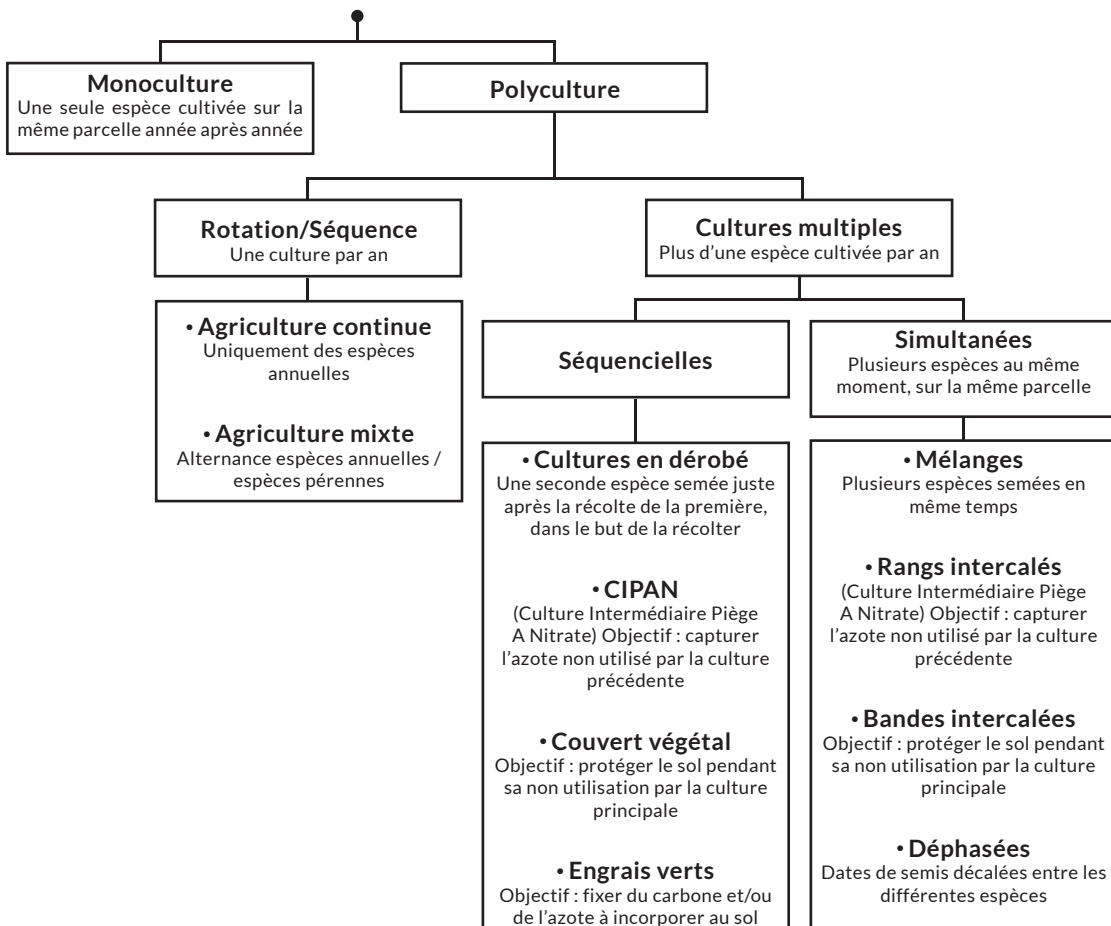 Monoculture
Une seule espèce cultivée sur la
même parcelle année après année
Polyculture
Rotation/Séquence
Une culture par an
• Agriculture continue
Uniquement des espèces
annuelles
• Agriculture mixte
Alternance espèces annuelles /
espèces pérennes
Cultures multiples
Plus d'une espèce cultivée par an
Séquencielles
• Cultures en dérobé
Une seconde espèce semée juste
après la récolte de la première,
dans le but de la récolter
• CIPAN
(Culture Intermédiaire Piège
A Nitrate) Objectif : capturer
l'azote non utilisé par la culture
précédente
• Couvert végétal
Objectif : protéger le sol pendant
sa non utilisation par la culture
principale
• Engrais verts
Objectif : fixer du carbone et/ou
de l'azote à incorporer au sol
Simultanées
Plusieurs espèces au même
moment, sur la même parcelle
• Mélanges
Plusieurs espèces semées en
même temps
• Rangs intercalés
(Culture Intermédiaire Piège
A Nitrate) Objectif : capturer
l'azote non utilisé par la culture
précédente
• Bandes intercalées
Objectif : protéger le sol pendant
sa non utilisation par la culture
principale
• Déphasées
Dates de semis décalées entre les
différentes espèces